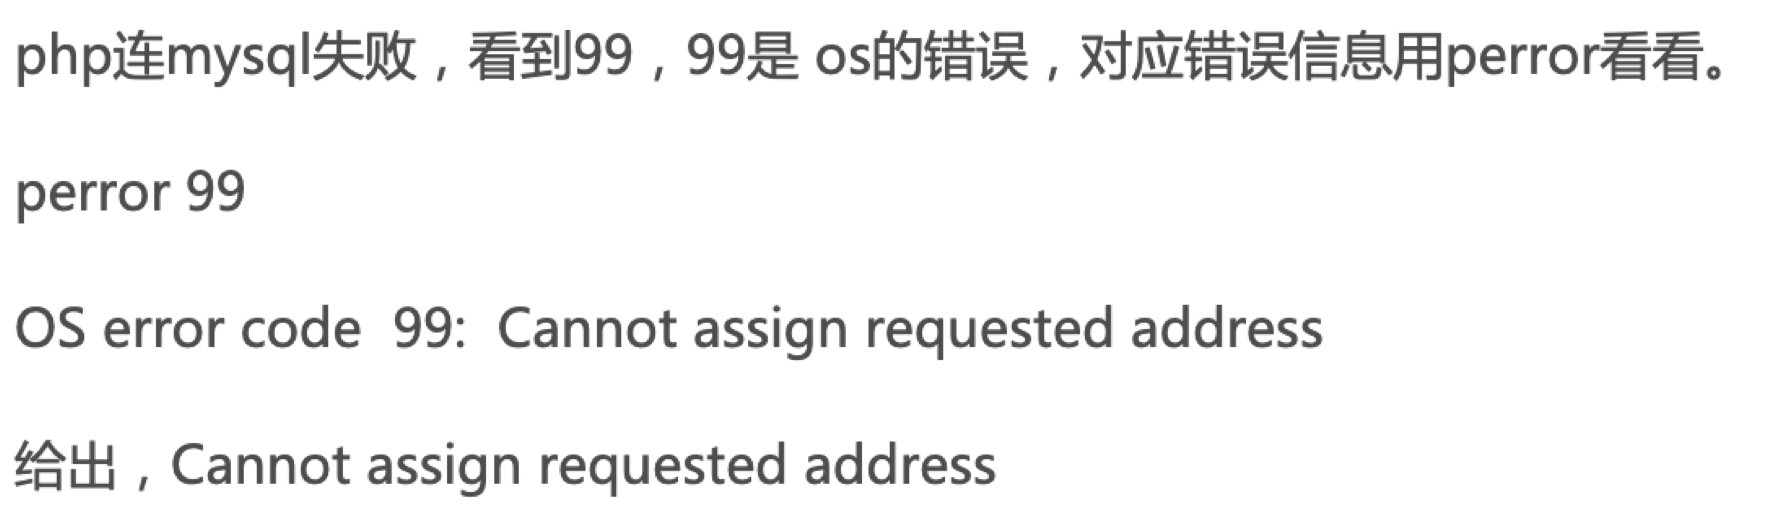 php连mysql失败，看到99，99是 os的错误，对应错误信息用perror看看。
perror 99
OS error code  99:  Cannot assign requested address
给出，Cannot assign requested address